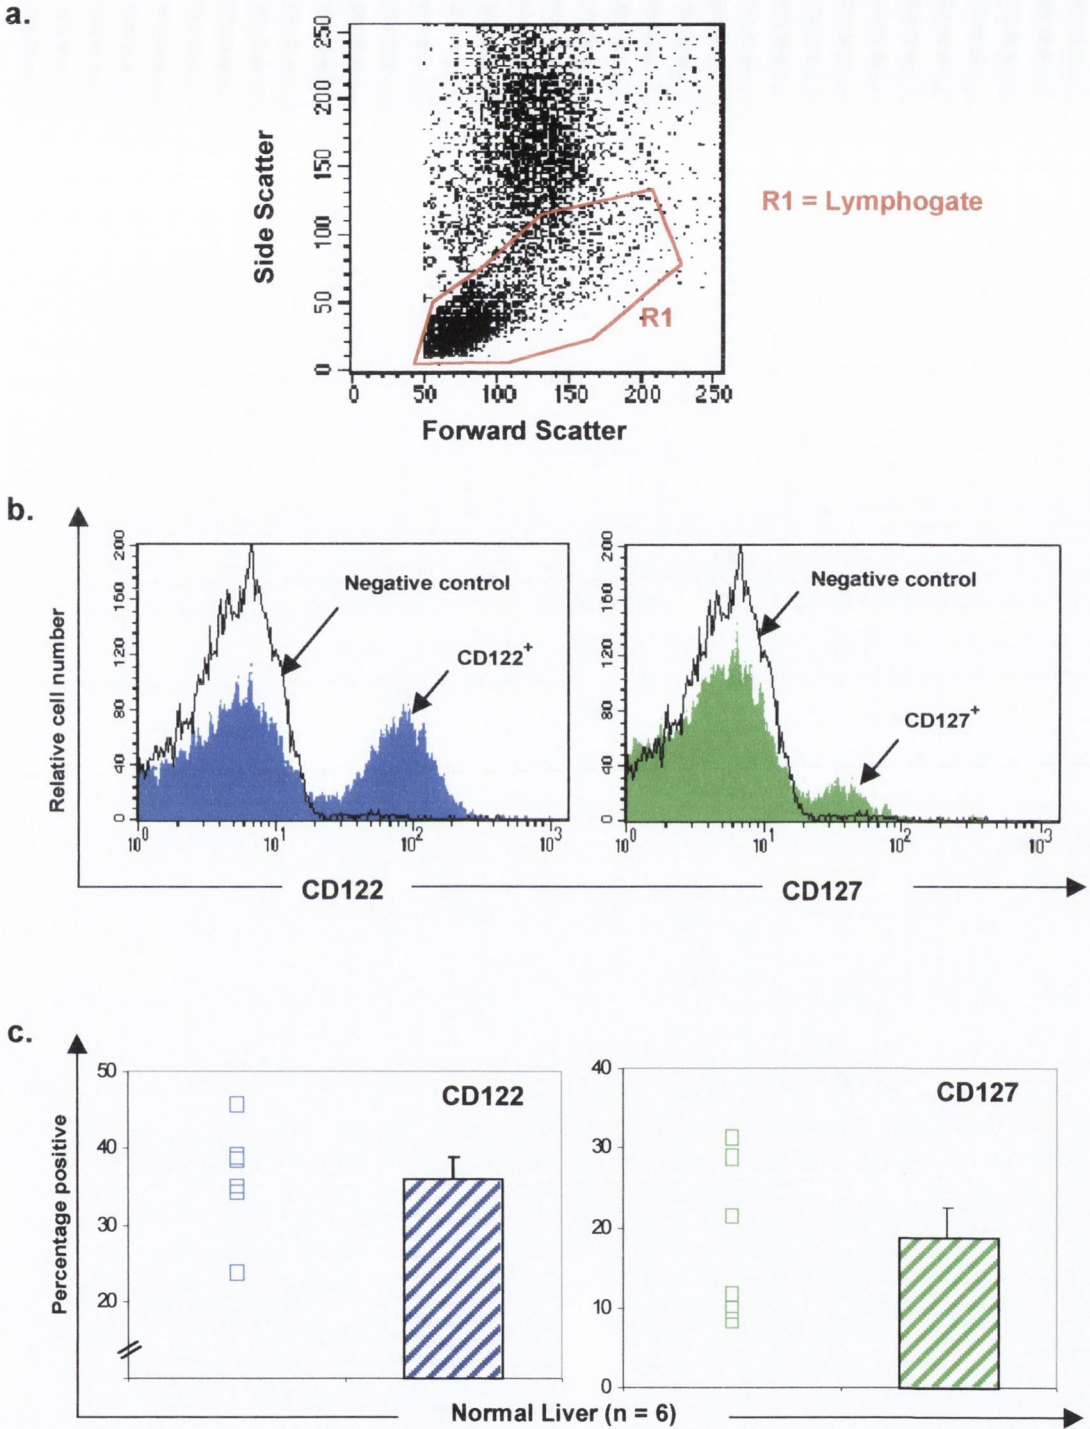 a.
250
200
150
100
50
0
Side Scatter
0 50 100 150 200 250
Forward Scatter
R1
R1 = Lymphogate
b.
Relative cell number
200
160
120
80
40
0
Negative control
CD122+
10^0 10^1 10^2 10^3
CD122
200
160
120
80
40
0
Negative control
CD127+
10^0 10^1 10^2 10^3
CD127
c.
Percentage positive
50
40
30
20
CD122
40
30
20
10
0
CD127
Normal Liver (n = 6)